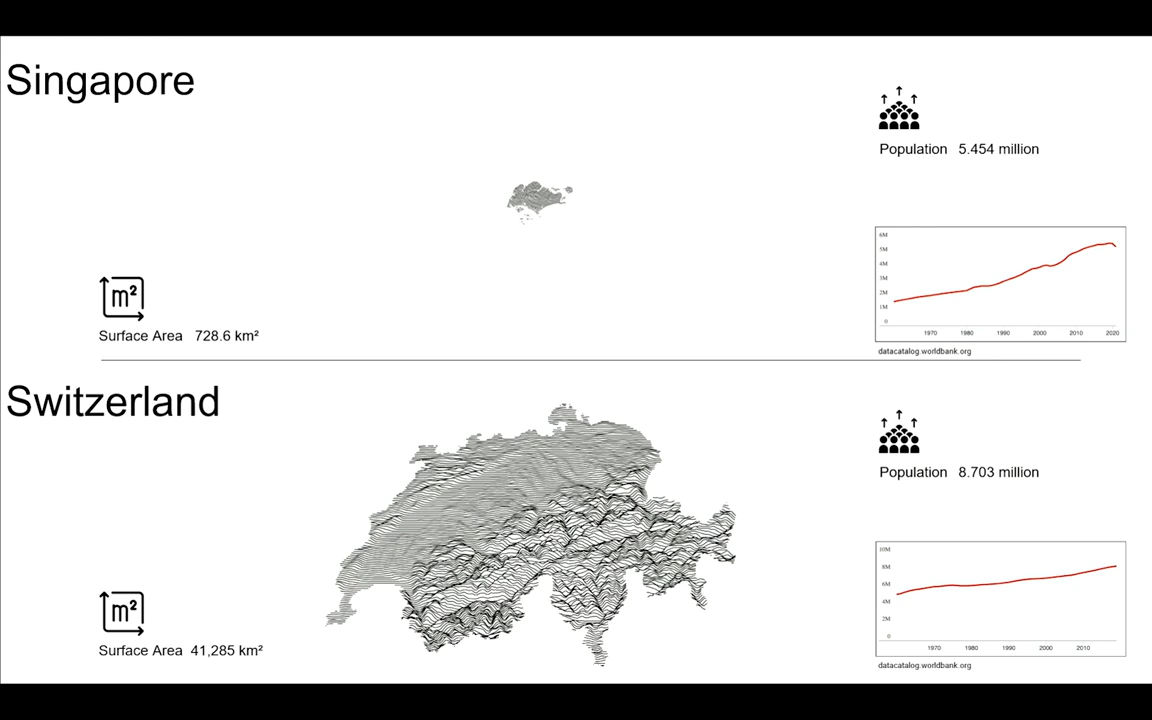 Singapore
Population 5.454 million
6M
5M
4M
3M
2M
1M
0
1970 1980 1990 2000 2010 2020
datacatalog.worldbank.org
m²
Surface Area 728.6 km²
Switzerland
Population 8.703 million
10M
8M
6M
4M
2M
0
1970 1980 1990 2000 2010
datacatalog.worldbank.org
m²
Surface Area 41,285 km²